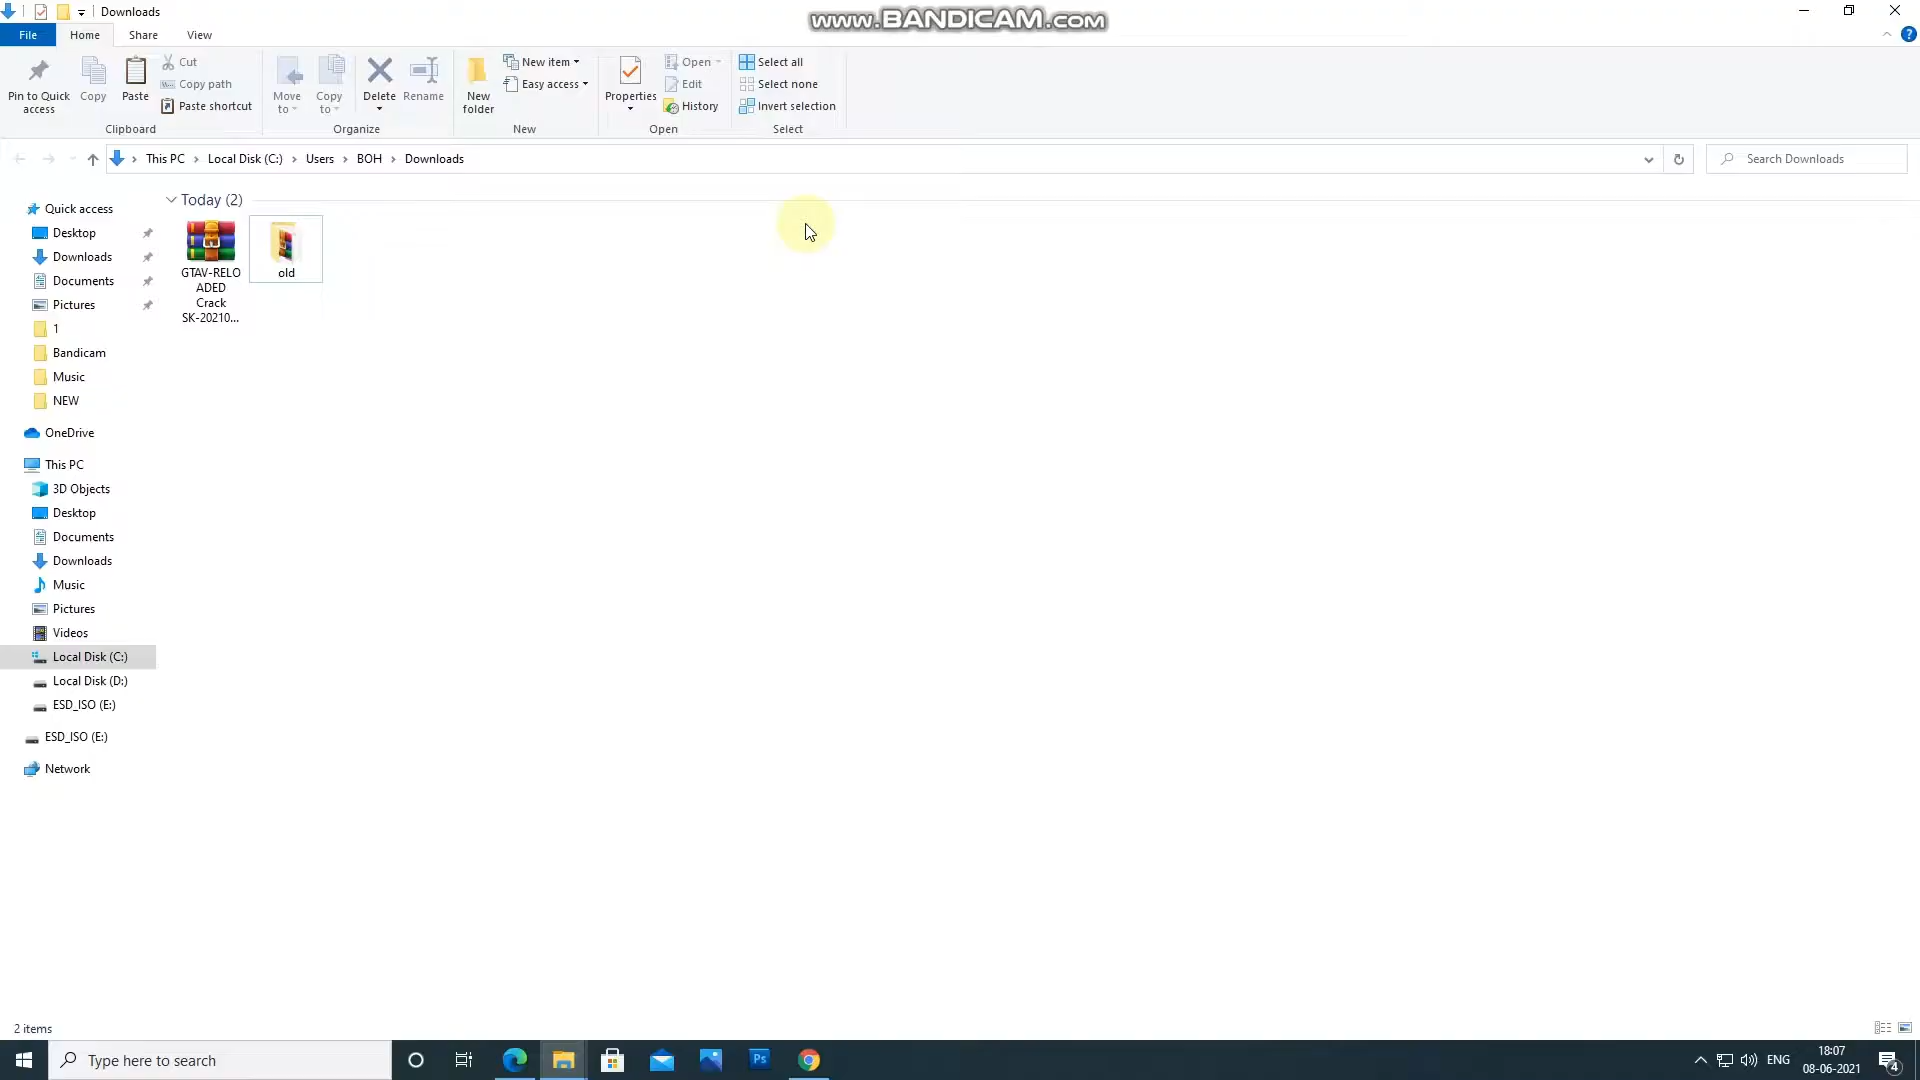 Downloads
www.BANDICAM.com
File Home Share View
Pin to Quick access
Copy
Paste
Cut
Copy path
Paste shortcut
Clipboard
Move to
Copy to
Delete
Rename
Organize
New folder
New item
Easy access
New
Properties
Open
Edit
History
Open
Select all
Select none
Invert selection
Select
This PC > Local Disk (C:) > Users > BOH > Downloads
Search Downloads
Quick access
Desktop
Downloads
Documents
Pictures
1
Bandicam
Music
NEW
OneDrive
This PC
3D Objects
Desktop
Documents
Downloads
Music
Pictures
Videos
Local Disk (C:)
Local Disk (D:)
ESD_ISO (E:)
ESD_ISO (E:)
Network
Today (2)
GTAV-RELO
ADED
Crack
SK-20210...
old
2 items
Type here to search
Ps
ENG
18:07
08-06-2021
4